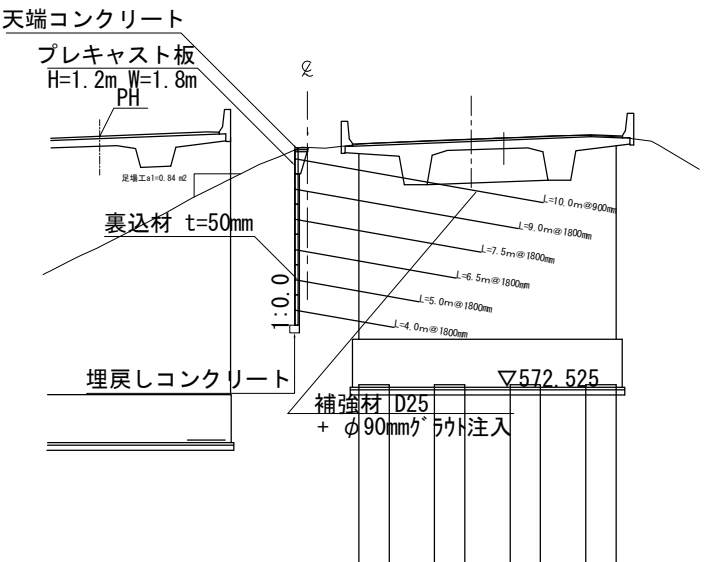 天端コンクリート
プレキャスト板
H=1.2m W=1.8m
PH
足場工a1=0.84 m2
L=10.0m@900mm
裏込材 t=50mm
L=9.0m@1800mm
L=7.5m@1800mm
L=6.5m@1800mm
1:0.0
L=5.0m@1800mm
L=4.0m@1800mm
埋戻しコンクリート
▽572.525
補強材 D25
+ φ90mmグラウト注入